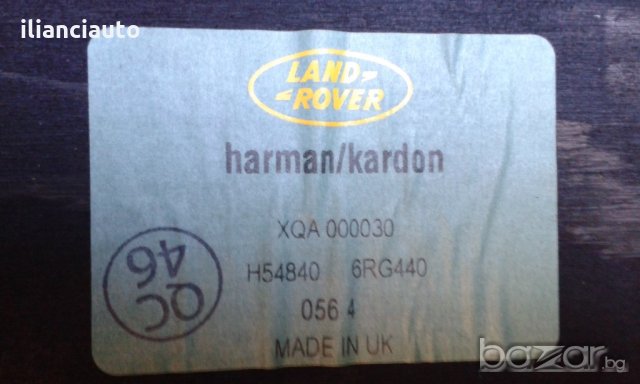 ilianciauto
LAND
ROVER
harman/kardon
XQA 000030
H54840 6RG440
056 4
MADE IN UK
QC
46
bazar.bg